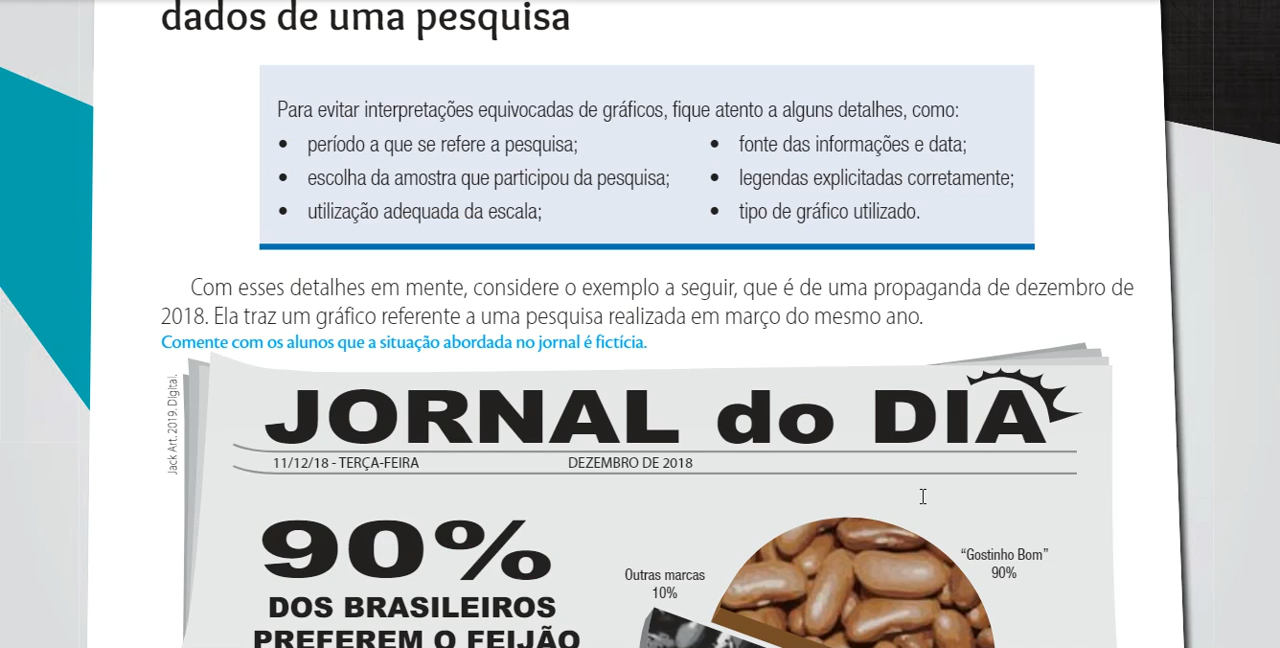 dados de uma pesquisa
Para evitar interpretações equivocadas de gráficos, fique atento a alguns detalhes, como:
• período a que se refere a pesquisa;
• escolha da amostra que participou da pesquisa;
• utilização adequada da escala;
• fonte das informações e data;
• legendas explicitadas corretamente;
• tipo de gráfico utilizado.
Com esses detalhes em mente, considere o exemplo a seguir, que é de uma propaganda de dezembro de
2018. Ela traz um gráfico referente a uma pesquisa realizada em março do mesmo ano.
Comente com os alunos que a situação abordada no jornal é fictícia.
Jack Art. 2019. Digital.
JORNAL do DIA
11/12/18 - TERÇA-FEIRA DEZEMBRO DE 2018
90%
DOS BRASILEIROS
PREFEREM O FEIJÃO
Outras marcas
10%
“Gostinho Bom”
90%